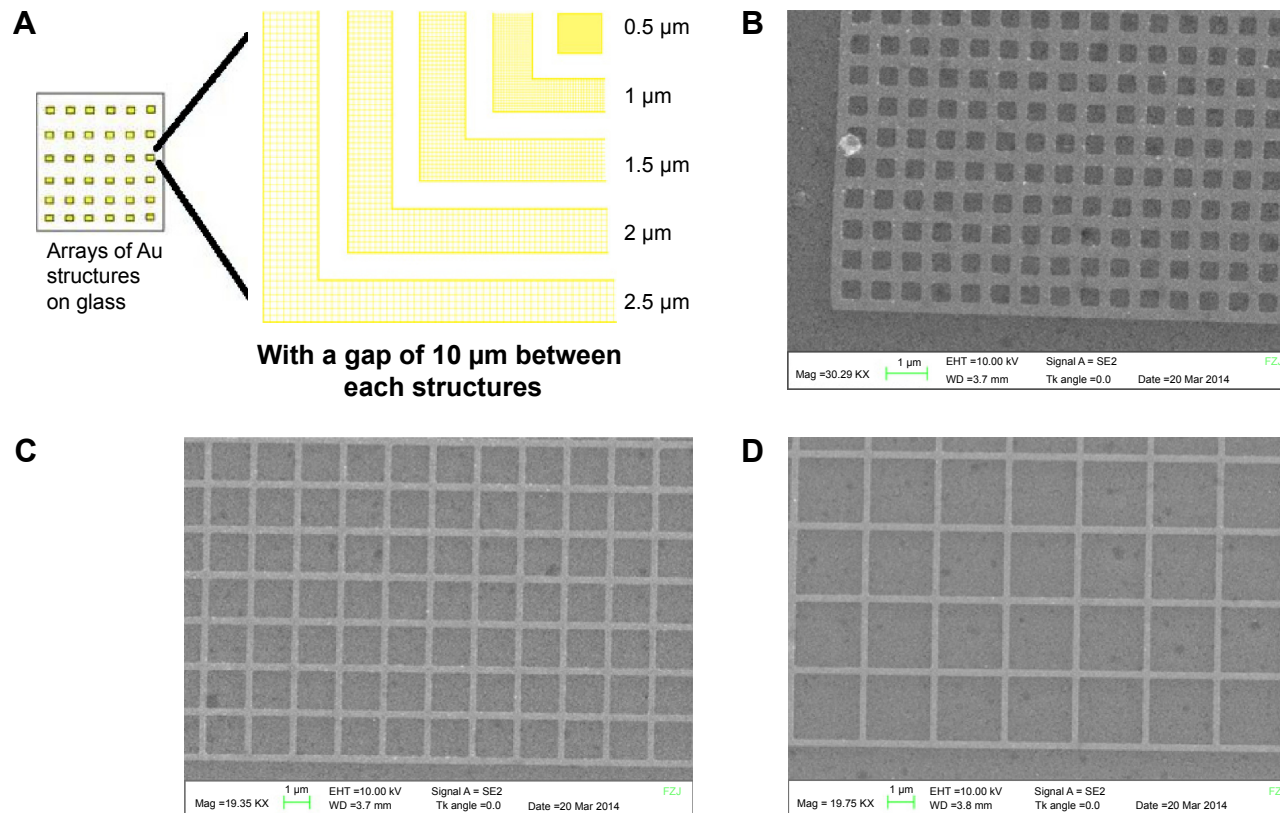 A
0.5 µm
1 µm
1.5 µm
2 µm
2.5 µm
Arrays of Au
structures
on glass
With a gap of 10 µm between
each structures
B
Mag =30.29 KX
1 µm
EHT =10.00 kV
WD =3.7 mm
Signal A = SE2
Tk angle =0.0
Date =20 Mar 2014
FZJ
C
Mag =19.35 KX
1 µm
EHT =10.00 kV
WD =3.7 mm
Signal A = SE2
Tk angle =0.0
Date =20 Mar 2014
FZJ
D
Mag =19.75 KX
1 µm
EHT =10.00 kV
WD =3.8 mm
Signal A = SE2
Tk angle =0.0
Date =20 Mar 2014